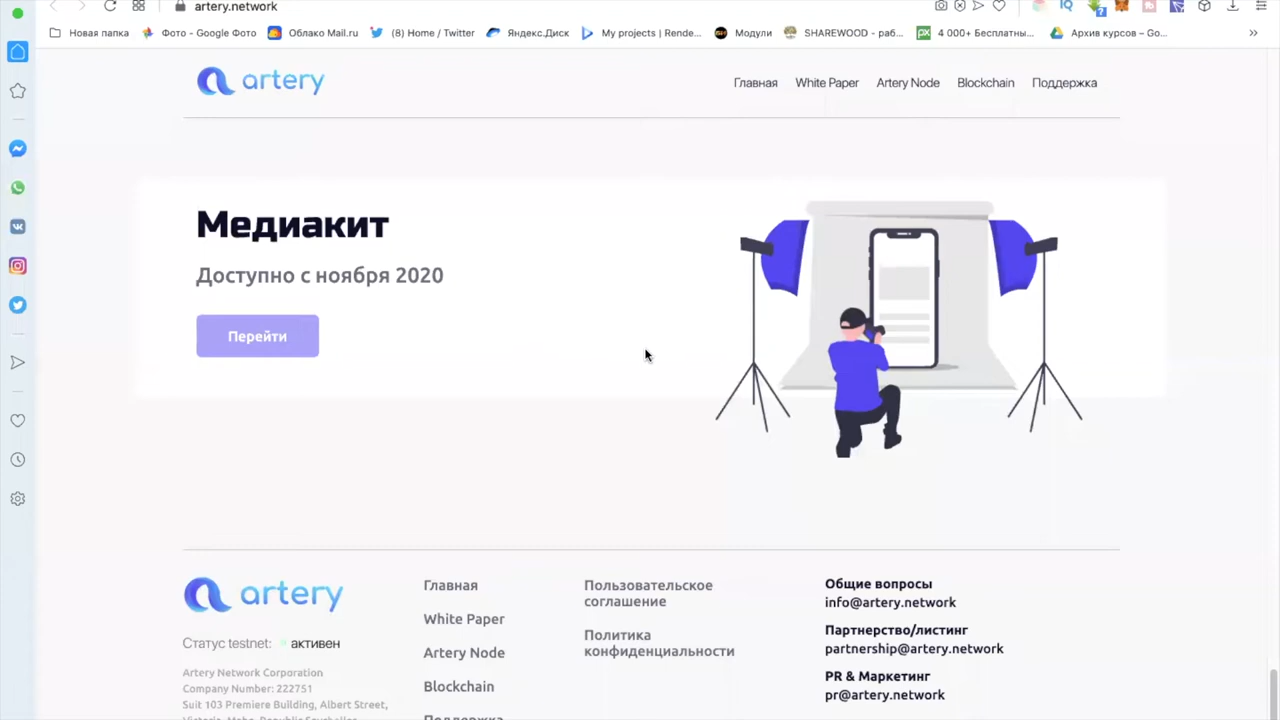 artery.network
Новая папка
Фото - Google Фото
Облако Mail.ru
(8) Home / Twitter
Яндекс.Диск
My projects | Rende...
Модули
SHAREWOOD - раб...
4 000+ Бесплатны...
Архив курсов – Go...
artery
Главная
White Paper
Artery Node
Blockchain
Поддержка
Медиакит
Доступно с ноября 2020
Перейти
artery
Статус testnet: активен
Artery Network Corporation
Company Number: 222751
Suit 103 Premiere Building, Albert Street,
Главная
White Paper
Artery Node
Blockchain
Поддержка
Пользовательское
соглашение
Политика
конфиденциальности
Общие вопросы
info@artery.network
Партнерство/листинг
partnership@artery.network
PR & Маркетинг
pr@artery.network